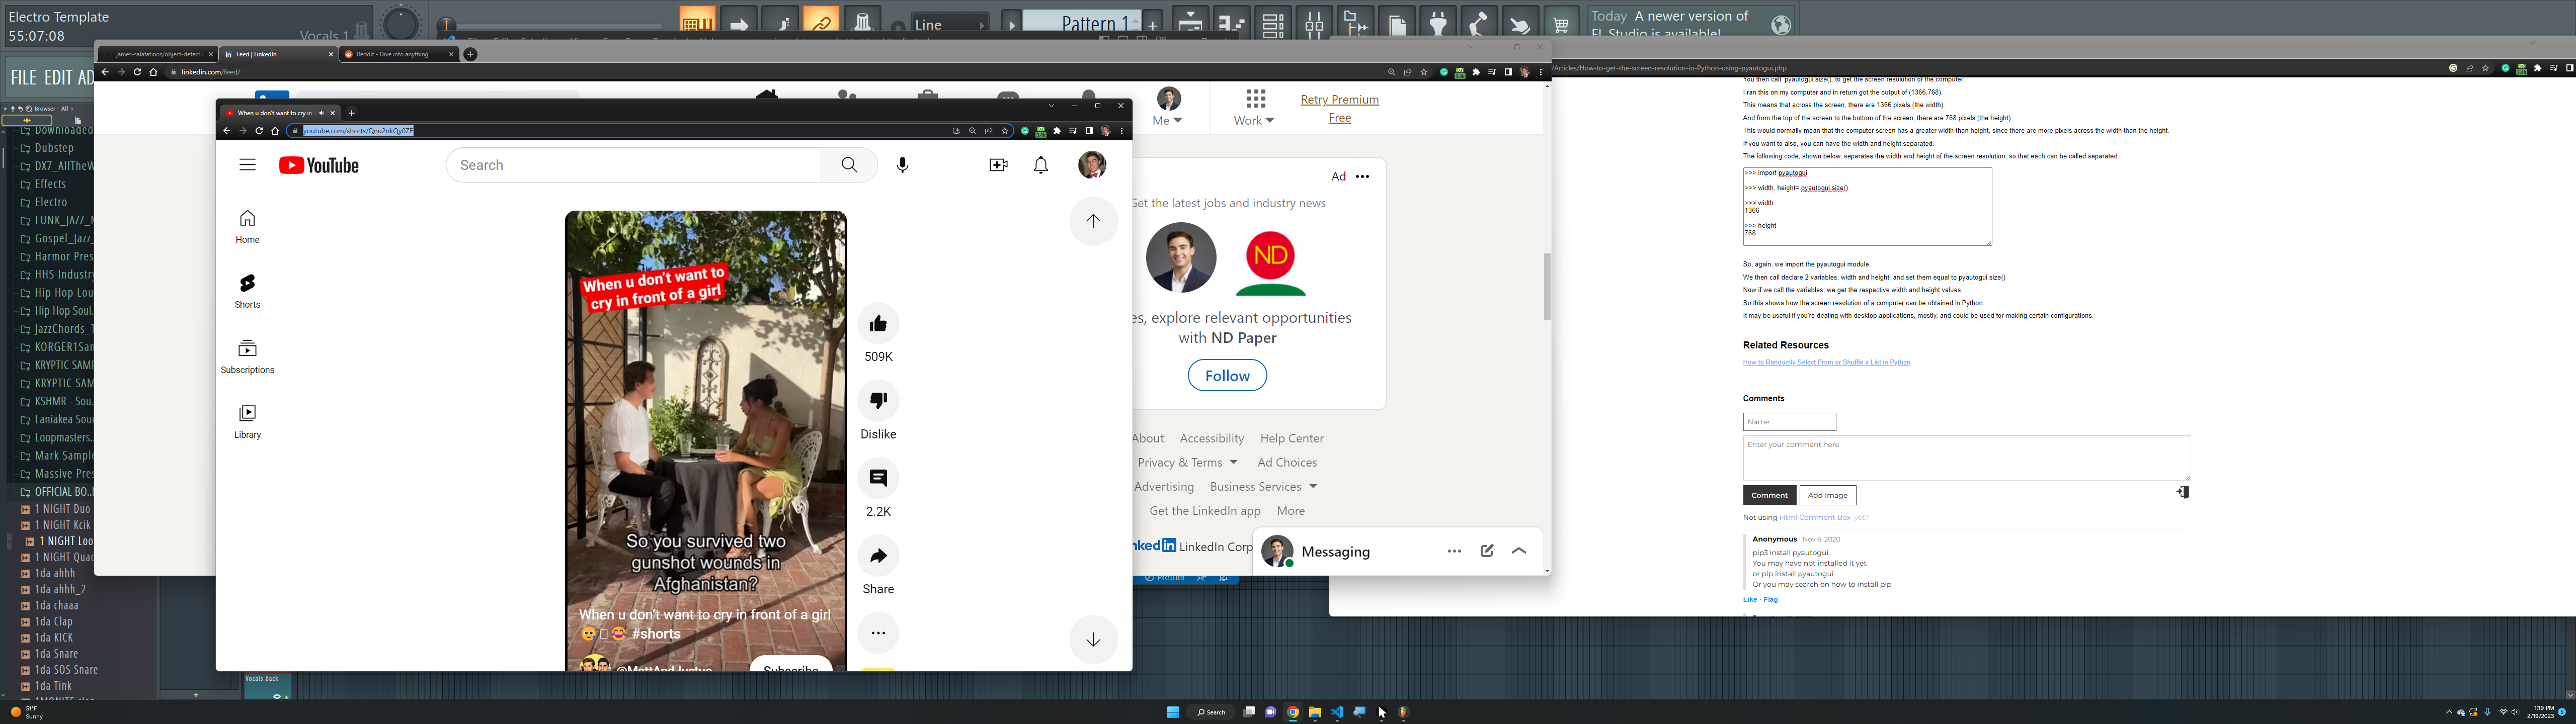 Electro Template
55:07:08
Vocals 1
Line
Pattern 1
Today A newer version of
FL Studio is available!
FILE EDIT AD
Browser - All
Downloaded
Dubstep
DX7_AllTheW
Effects
Electro
FUNK_JAZZ_
Gospel_Jazz_
Harmor Pres
HHS Industry
Hip Hop Lou
Hip Hop Soul.
JazzChords_
KORGER1San
KRYPTIC SAMF
KRYPTIC SAM
KSHMR - Sou.
Laniakea Sour
Loopmasters..
Mark Sample
Massive Pres
OFFICIAL BO..
1 NIGHT Duo
1 NIGHT Kcik
1 NIGHT Loo
1 NIGHT Quad
1da ahhh
1da ahhh_2
1da chaaa
1da Clap
1da KICK
1da Snare
1da SOS Snare
1da Tink
Vocals Back
james-salafatinos/object-detect
Feed | LinkedIn
Reddit - Dive into anything
linkedin.com/feed/
Me
Work
Retry Premium
Free
Ad
Get the latest jobs and industry news
ND
es, explore relevant opportunities
with ND Paper
Follow
About Accessibility Help Center
Privacy & Terms Ad Choices
Advertising Business Services
Get the LinkedIn app More
nked in LinkedIn Corp
Messaging
Prettier
When u don't want to cry in
youtube.com/shorts/Qnu2nkQy0ZE
YouTube
Search
Home
Shorts
Subscriptions
Library
When u don't want to
cry in front of a girl
So you survived two
gunshot wounds in
Afghanistan?
When u don't want to cry in front of a girl
#shorts
@MattAndJustus
Subscribe
509K
Dislike
2.2K
Share
/Articles/How-to-get-the-screen-resolution-in-Python-using-pyautogui.php
You then call, pyautogui.size(), to get the screen resolution of the computer.
I ran this on my computer and in return got the output of (1366,768).
This means that across the screen, there are 1366 pixels (the width).
And from the top of the screen to the bottom of the screen, there are 768 pixels (the height).
This would normally mean that the computer screen has a greater width than height, since there are more pixels across the width than the height.
If you want to also, you can have the width and height separated.
The following code, shown below, separates the width and height of the screen resolution, so that each can be called separately.
>>> import pyautogui
>>> width, height= pyautogui.size()
>>> width
1366
>>> height
768
So, again, we import the pyautogui module.
We then call declare 2 variables, width and height, and set them equal to pyautogui.size()
Now if we call the variables, we get the respective width and height values.
So this shows how the screen resolution of a computer can be obtained in Python.
It may be useful if you're dealing with desktop applications, mostly, and could be used for making certain configurations.
Related Resources
How to Randomly Select From or Shuffle a List in Python
Comments
Name
Enter your comment here
Comment Add Image
Not using Html Comment Box yet?
Anonymous · Nov 6, 2020
pip3 install pyautogui.
You may have not installed it yet
or pip install pyautogui
Or you may search on how to install pip
Like · Flag
51°F
Sunny
Search
1:19 PM
2/19/2023